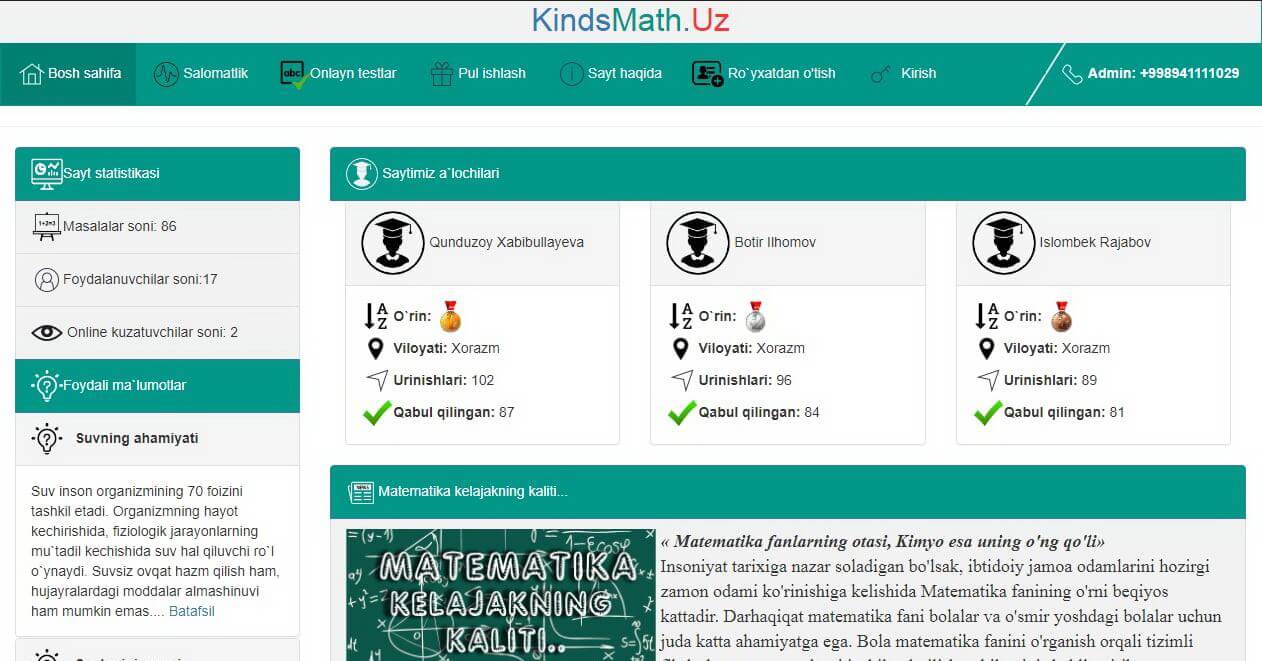 KindsMath.Uz
Bosh sahifa
Salomatlik
abc
Onlayn testlar
Pul ishlash
Sayt haqida
Ro`yxatdan o'tish
Kirish
Admin: +998941111029
Sayt statistikasi
1+2=3
Masalalar soni: 86
Foydalanuvchilar soni:17
Online kuzatuvchilar soni: 2
Foydali ma`lumotlar
Suvning ahamiyati
Suv inson organizmining 70 foizini
tashkil etadi. Organizmning hayot
kechirishida, fiziologik jarayonlarning
mu`tadil kechishida suv hal qiluvchi ro`l
o`ynaydi. Suvsiz ovqat hazm qilish ham,
hujayralardagi moddalar almashinuvi
ham mumkin emas.... Batafsil
Saytimiz a`lochilari
Qunduzoy Xabibullayeva
A
Z
O`rin:
Viloyati: Xorazm
Urinishlari: 102
Qabul qilingan: 87
Botir Ilhomov
A
Z
O`rin:
Viloyati: Xorazm
Urinishlari: 96
Qabul qilingan: 84
Islombek Rajabov
A
Z
O`rin:
Viloyati: Xorazm
Urinishlari: 89
Qabul qilingan: 81
NEWS
Matematika kelajakning kaliti...
MATEMATIKA
KELAJAKNING
KALITI..
« Matematika fanlarning otasi, Kimyo esa uning o'ng qo'li»
Insoniyat tarixiga nazar soladigan bo'lsak, ibtidoiy jamoa odamlarini hozirgi
zamon odami ko'rinishiga kelishida Matematika fanining o'rni beqiyos
kattadir. Darhaqiqat matematika fani bolalar va o'smir yoshdagi bolalar uchun
juda katta ahamiyatga ega. Bola matematika fanini o'rganish orqali tizimli